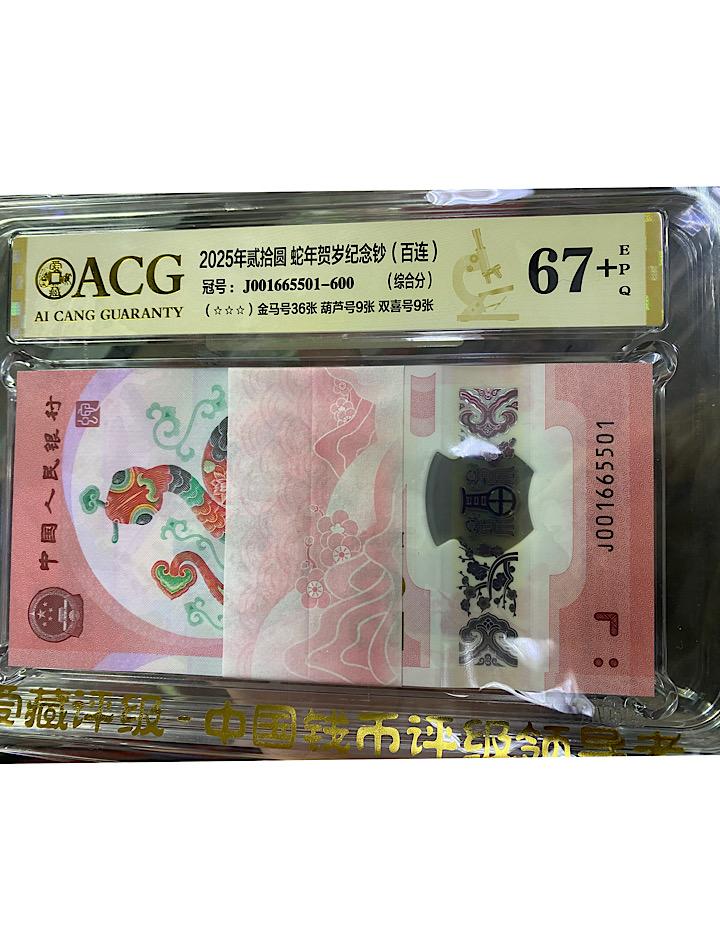 ACG
AI CANG GUARANTY
2025年贰拾圆 蛇年贺岁纪念钞（百连）
冠号：J001665501-600 （综合分）
（☆☆☆）金马号36张 葫芦号9张 双喜号9张
67+
EPQ
中国人民银行
J001665501
藏评级-中国钱币评级领导者